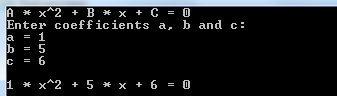 A * x^2 + B * x + C = 0
Enter coefficients a, b and c:
a = 1
b = 5
c = 6
1 * x^2 + 5 * x + 6 = 0